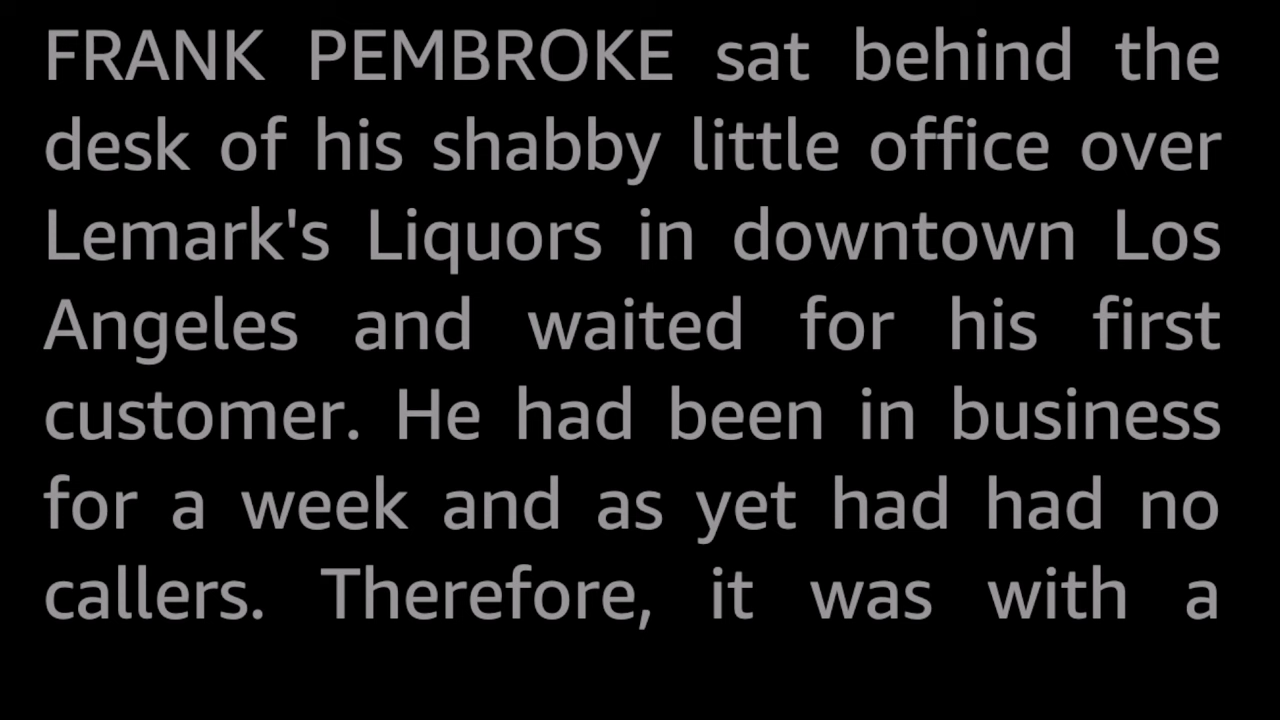 FRANK PEMBROKE sat behind the
desk of his shabby little office over
Lemark's Liquors in downtown Los
Angeles and waited for his first
customer. He had been in business
for a week and as yet had had no
callers. Therefore, it was with a